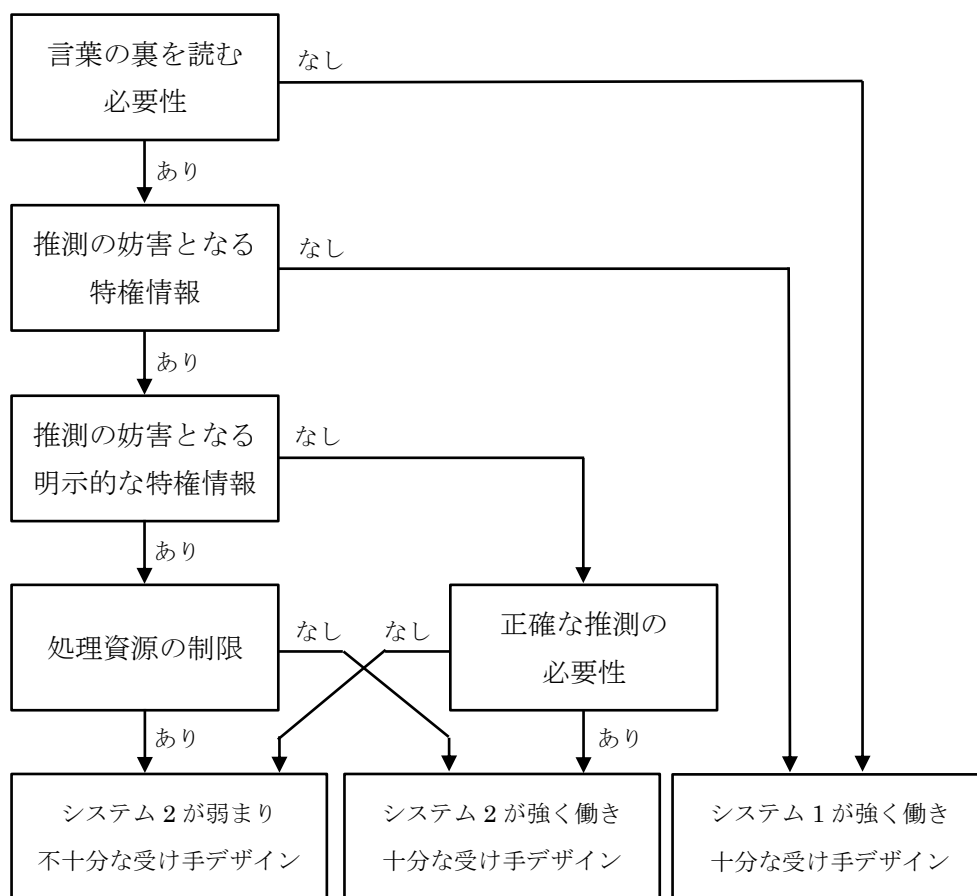 言葉の裏を読む
必要性
なし
あり
推測の妨害となる
特権情報
なし
あり
推測の妨害となる
明示的な特権情報
なし
あり
処理資源の制限
なし
なし
正確な推測の
必要性
あり
あり
システム 2 が弱まり
不十分な受け手デザイン
システム 2 が強く働き
十分な受け手デザイン
システム 1 が強く働き
十分な受け手デザイン